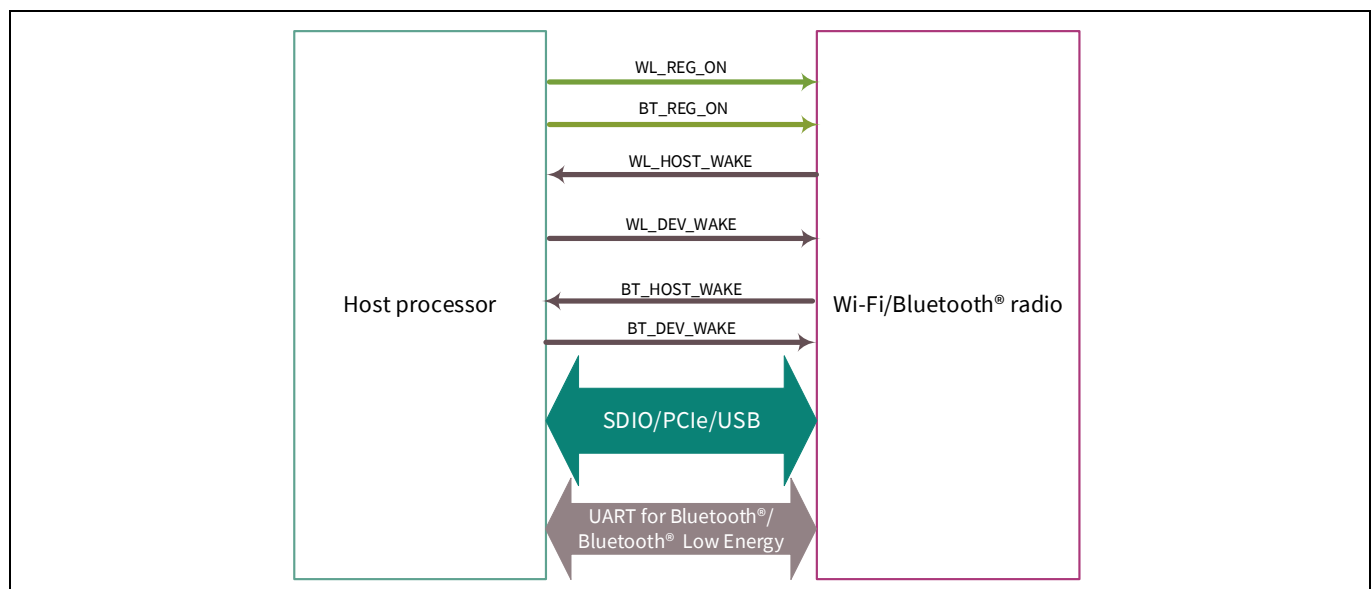 WL_REG_ON
BT_REG_ON
WL_HOST_WAKE
WL_DEV_WAKE
BT_HOST_WAKE
Host processor
Wi-Fi/Bluetooth® radio
BT_DEV_WAKE
SDIO/PCIe/USB
UART for Bluetooth®/
Bluetooth® Low Energy